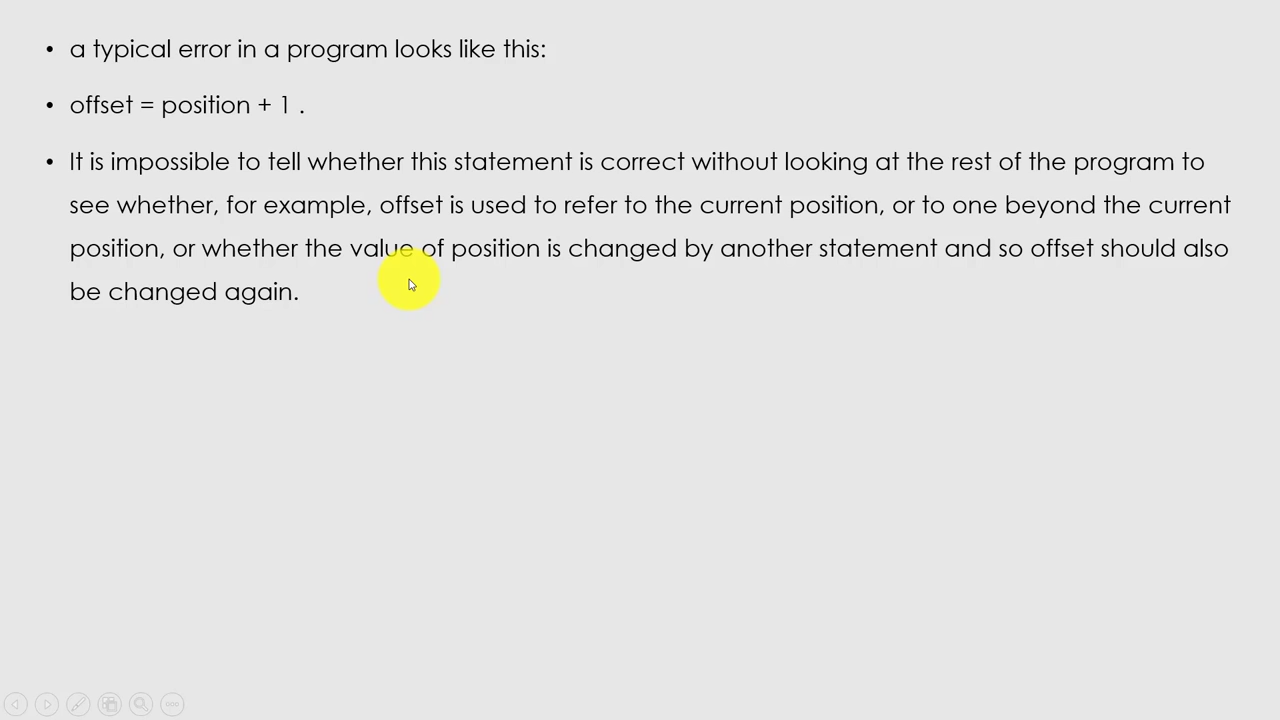 • a typical error in a program looks like this:
• offset = position + 1 .
• It is impossible to tell whether this statement is correct without looking at the rest of the program to
see whether, for example, offset is used to refer to the current position, or to one beyond the current
position, or whether the value of position is changed by another statement and so offset should also
be changed again.